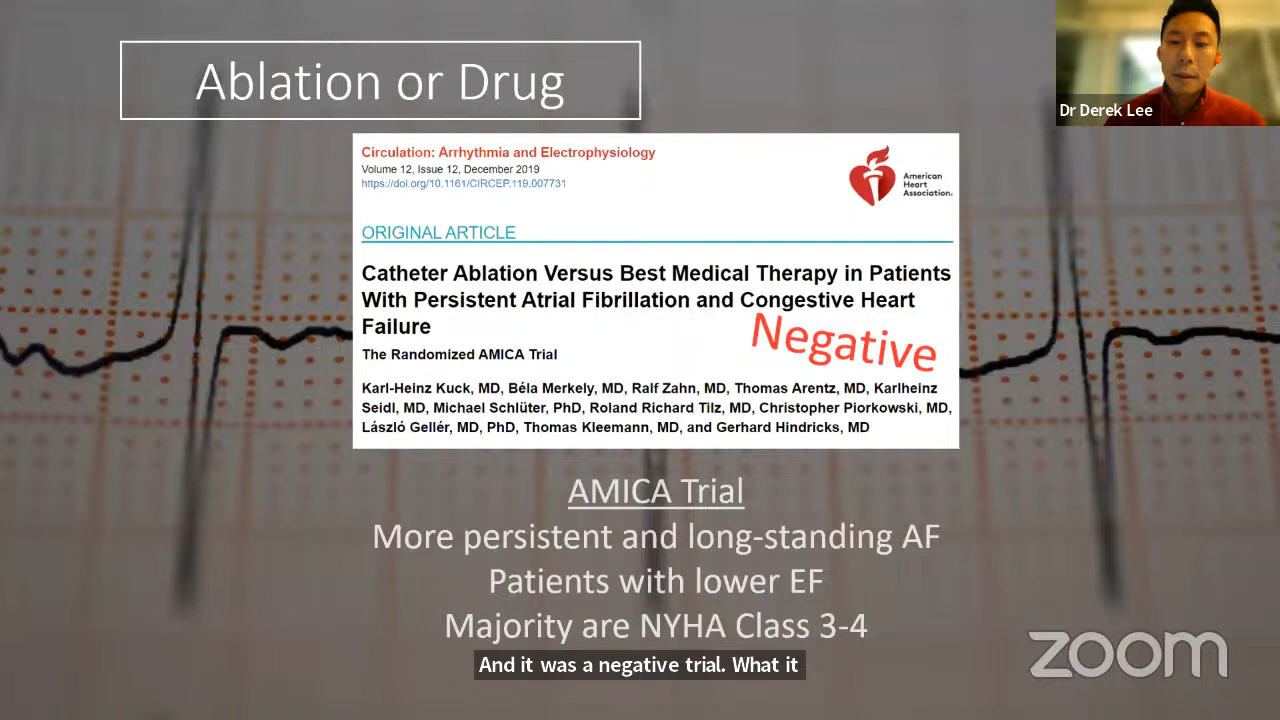 Ablation or Drug
Dr Derek Lee
Circulation: Arrhythmia and Electrophysiology
Volume 12, Issue 12, December 2019
https://doi.org/10.1161/CIRCEP.119.007731
American
Heart
Association.
ORIGINAL ARTICLE
Catheter Ablation Versus Best Medical Therapy in Patients
With Persistent Atrial Fibrillation and Congestive Heart
Failure
Negative
The Randomized AMICA Trial
Karl-Heinz Kuck, MD, Béla Merkely, MD, Ralf Zahn, MD, Thomas Arentz, MD, Karlheinz
Seidl, MD, Michael Schlüter, PhD, Roland Richard Tilz, MD, Christopher Piorkowski, MD,
László Gellér, MD, PhD, Thomas Kleemann, MD, and Gerhard Hindricks, MD
AMICA Trial
More persistent and long-standing AF
Patients with lower EF
Majority are NYHA Class 3-4
And it was a negative trial. What it
zoom